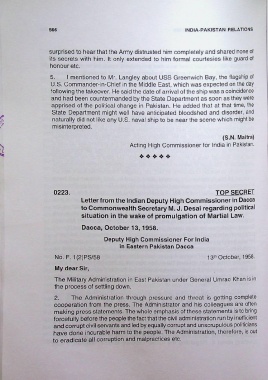 566 INDIA-PAKISTAN RELATIONS
surprised to hear that the Army distrusted him completely and shared none of
its secrets with him. It only extended to him formal courtesies like guard of
honour etc.
5. I mentioned to Mr. Langley about USS Greenwich Bay, the flagship of
U.S. Commander-in-Chief in the Middle East, which was expected on the day
following the takeover. He said the date of arrival of the ship was a coincidence
and had been countermanded by the State Department as soon as they were
apprised of the political change in Pakistan. He added that at that time, the
State Department might well have anticipated bloodshed and disorder, and
naturally did not like any U.S. naval ship to be near the scene which might be
misinterpreted.
(S.N. Maitra)
Acting High Commissioner for India in Pakistan.
❖ ❖ ❖ ❖ ❖
0223. TOP SECRET
Letter from the Indian Deputy High Commissioner in Dacca
to Commonwealth Secretary M. J. Desai regarding political
situation in the wake of promulgation of Martial Law.
Dacca, October 13, 1958.
Deputy High Commissioner For India
in Eastern Pakistan Dacca
No. F. 1(2)PS/58 13th October, 1958
My dear Sir,
The Military Administration in East Pakistan under General Umrao Khan is in
the process of settling down.
2. The Administration through pressure and threat is getting complete
cooperation from the press. The Administrator and his colleagues are often
making press statements. The whole emphasis of these statements is to bring
forcefully before the people the fact that the civil administration run by inefficient
and corrupt civil servants and led by equally corrupt and unscrupulous politicians
have done incurable harm to the people. The Administration, therefore, is out
to eradicate all corruption and malpractices etc.